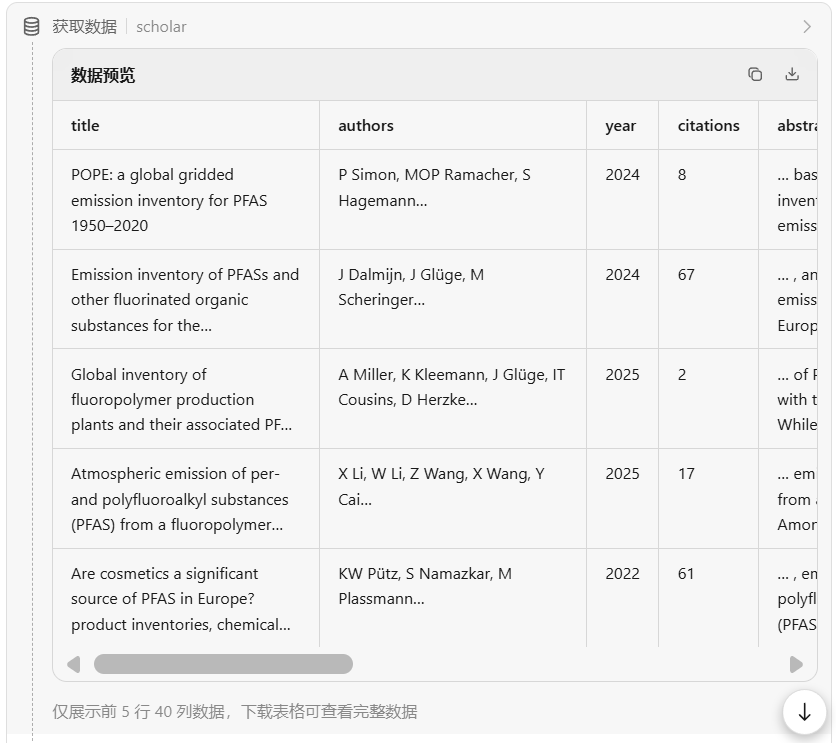 获取数据 scholar
数据预览
title authors year citations abstra
POPE: a global gridded emission inventory for PFAS 1950–2020
P Simon, MOP Ramacher, S Hagemann...
2024
8
... bas
inven
emiss
Emission inventory of PFASs and other fluorinated organic substances for the...
J Dalmijn, J Glüge, M Scheringer...
2024
67
... , an
emiss
Europ
Global inventory of fluoropolymer production plants and their associated PF...
A Miller, K Kleemann, J Glüge, IT Cousins, D Herzke...
2025
2
... of P
with t
While
Atmospheric emission of per- and polyfluoroalkyl substances (PFAS) from a fluoropolymer...
X Li, W Li, Z Wang, X Wang, Y Cai...
2025
17
... em
from
Amon
Are cosmetics a significant source of PFAS in Europe? product inventories, chemical...
KW Pütz, S Namazkar, M Plassmann...
2022
61
... , em
polyfl
(PFAS
仅展示前 5 行 40 列数据，下载表格可查看完整数据